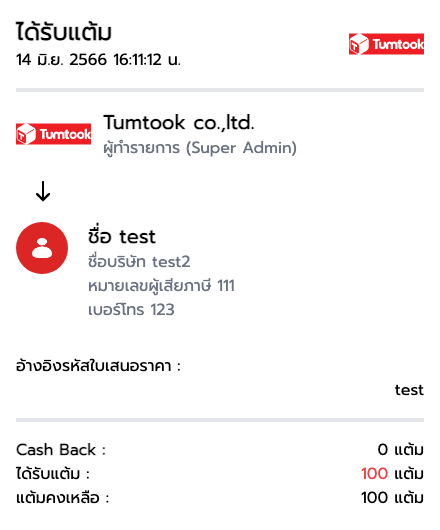 ได้รับแต้ม
14 มิ.ย. 2566 16:11:12 น.
Tumtook
Tumtook
Tumtook co.,ltd.
ผู้ทำรายการ (Super Admin)
ชื่อ test
ชื่อบริษัท test2
หมายเลขผู้เสียภาษี 111
เบอร์โทร 123
อ้างอิงรหัสใบเสนอราคา :
test
Cash Back : 0 แต้ม
ได้รับแต้ม : 100 แต้ม
แต้มคงเหลือ : 100 แต้ม